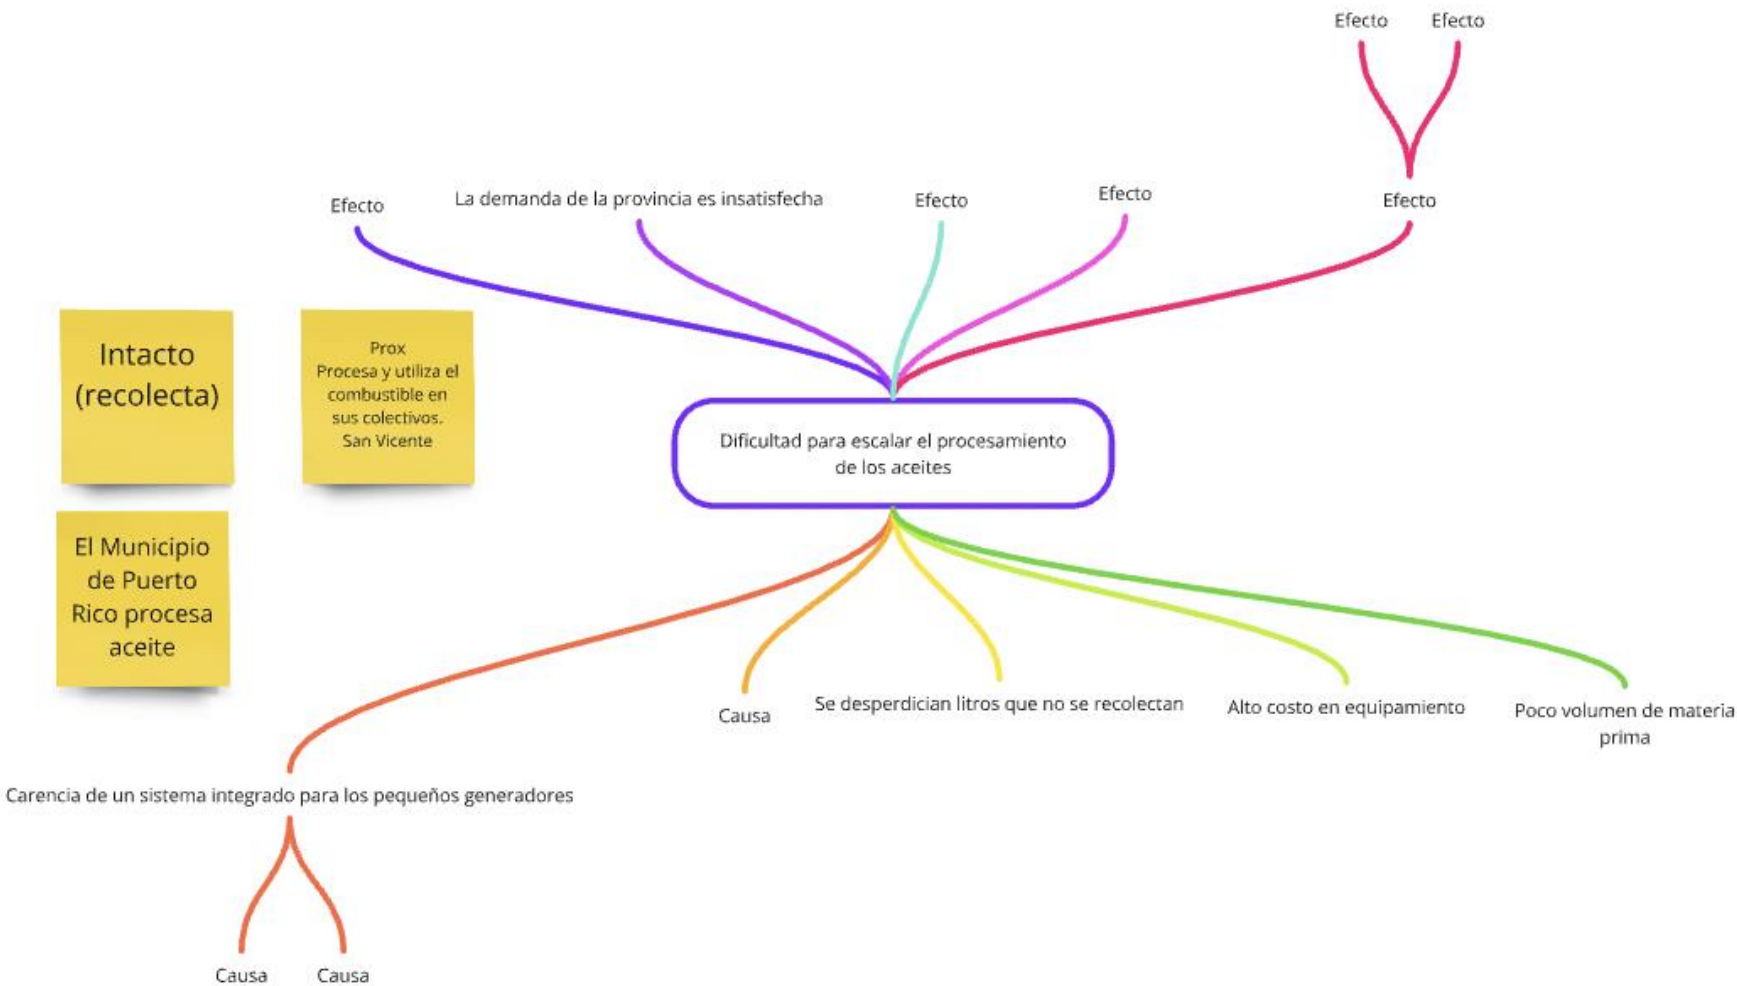 Efecto
Efecto
Efecto
La demanda de la provincia es insatisfecha
Efecto
Efecto
Efecto
Intacto
(recolecta)
Prox
Procesa y utiliza el
combustible en
sus colectivos.
San Vicente
Dificultad para escalar el procesamiento
de los aceites
El Municipio
de Puerto
Rico procesa
aceite
Causa
Se desperdician litros que no se recolectan
Alto costo en equipamiento
Poco volumen de materia
prima
Carencia de un sistema integrado para los pequeños generadores
Causa
Causa